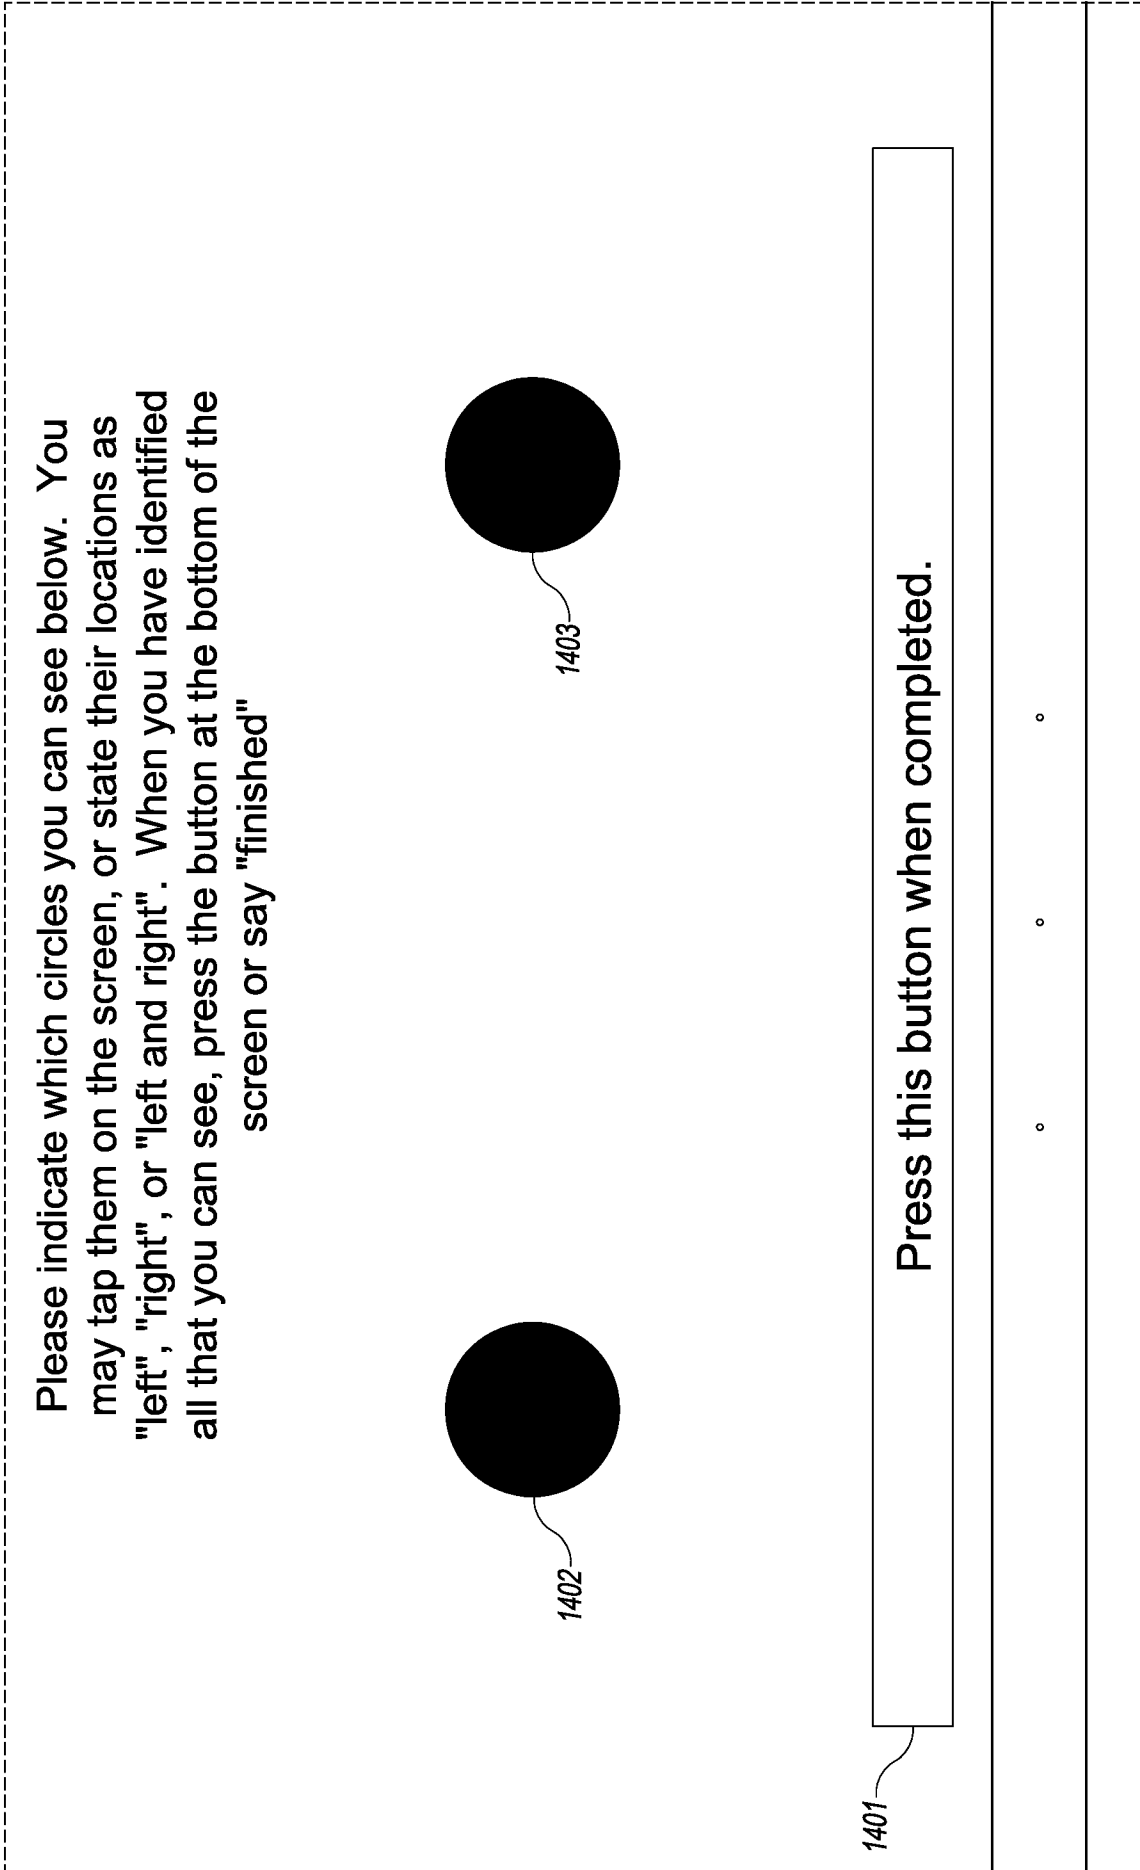 Please indicate which circles you can see below. You
may tap them on the screen, or state their locations as
"left", "right", or "left and right". When you have identified
all that you can see, press the button at the bottom of the
screen or say "finished"
1402
1403
Press this button when completed.
1401